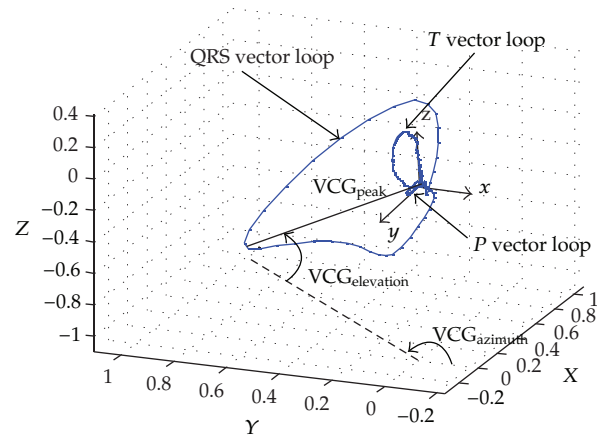 T vector loop
QRS vector loop
z
0.4
0.2
0
−0.2
−0.4
−0.6
−0.8
−1
Z
VCGpeak
x
y
P vector loop
VCGelevation
VCGazimuth
1
0.8
0.6
0.4
0.2
0
−0.2
X
1
0.8
0.6
0.4
0.2
0
−0.2
Y